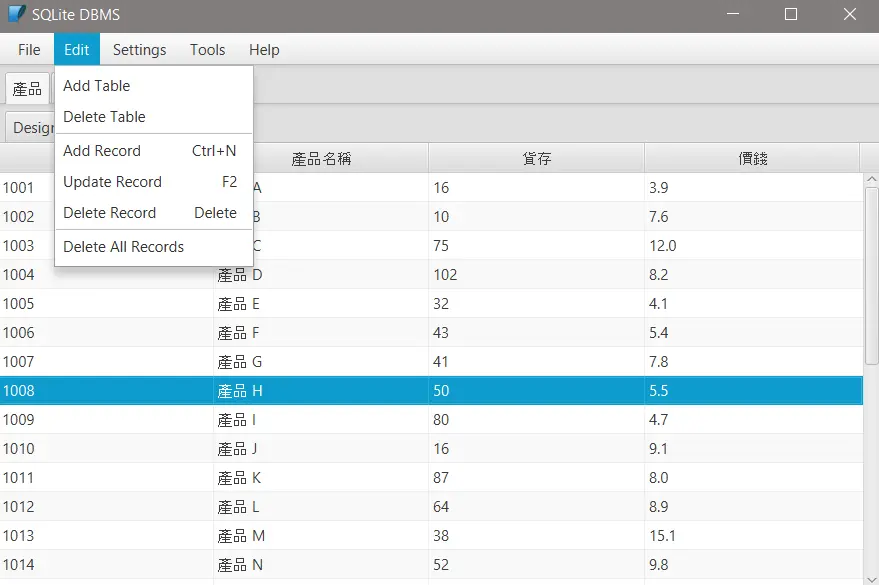 SQLite DBMS
File Edit Settings Tools Help
產品
Add Table
Delete Table
Design
Add Record Ctrl+N
Update Record F2
Delete Record Delete
Delete All Records
產品名稱 貨存 價錢
1001 A 16 3.9
1002 B 10 7.6
1003 C 75 12.0
1004 產品 D 102 8.2
1005 產品 E 32 4.1
1006 產品 F 43 5.4
1007 產品 G 41 7.8
1008 產品 H 50 5.5
1009 產品 I 80 4.7
1010 產品 J 16 9.1
1011 產品 K 87 8.0
1012 產品 L 64 8.9
1013 產品 M 38 15.1
1014 產品 N 52 9.8